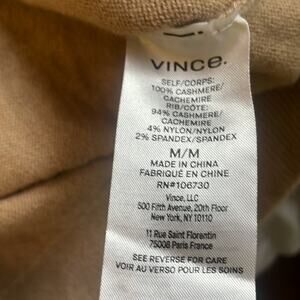 VINCE.
SELF/CORPS:
100% CASHMERE/
CACHEMIRE
RIB/CÔTE:
94% CASHMERE/
CACHEMIRE
4% NYLON/NYLON
2% SPANDEX/SPANDEX
M/M
MADE IN CHINA
FABRIQUÉ EN CHINE
RN#106730
Vince, LLC
500 Fifth Avenue, 20th Floor
New York, NY 10110
11 Rue Saint Florentin
75008 Paris France
SEE REVERSE FOR CARE
VOIR AU VERSO POUR LES SOINS